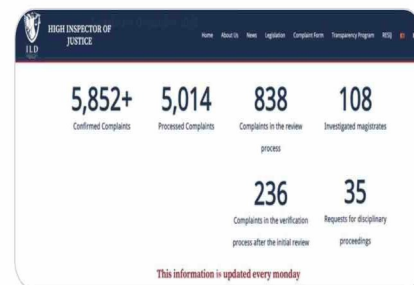 HIGH INSPECTOR OF
JUSTICE
ILD
Home About Us News Legislation Complaint Form Transparency Program RESQ
5,852+
Confirmed Complaints
5,014
Processed Complaints
838
Complaints in the review
process
108
Investigated magistrates
236
Complaints in the verification
process after the initial review
35
Requests for disciplinary
proceedings
This information is updated every monday